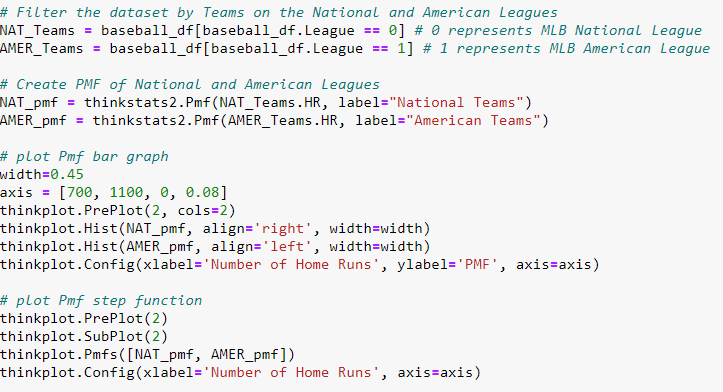 # Filter the dataset by Teams on the National and American Leagues
NAT_Teams = baseball_df[baseball_df.League == 0] # 0 represents MLB National League
AMER_Teams = baseball_df[baseball_df.League == 1] # 1 represents MLB American League

# Create PMF of National and American Leagues
NAT_pmf = thinkstats2.Pmf(NAT_Teams.HR, label="National Teams")
AMER_pmf = thinkstats2.Pmf(AMER_Teams.HR, label="American Teams")

# plot Pmf bar graph
width=0.45
axis = [700, 1100, 0, 0.08]
thinkplot.PrePlot(2, cols=2)
thinkplot.Hist(NAT_pmf, align='right', width=width)
thinkplot.Hist(AMER_pmf, align='left', width=width)
thinkplot.Config(xlabel='Number of Home Runs', ylabel='PMF', axis=axis)

# plot Pmf step function
thinkplot.PrePlot(2)
thinkplot.SubPlot(2)
thinkplot.Pmfs([NAT_pmf, AMER_pmf])
thinkplot.Config(xlabel='Number of Home Runs', axis=axis)